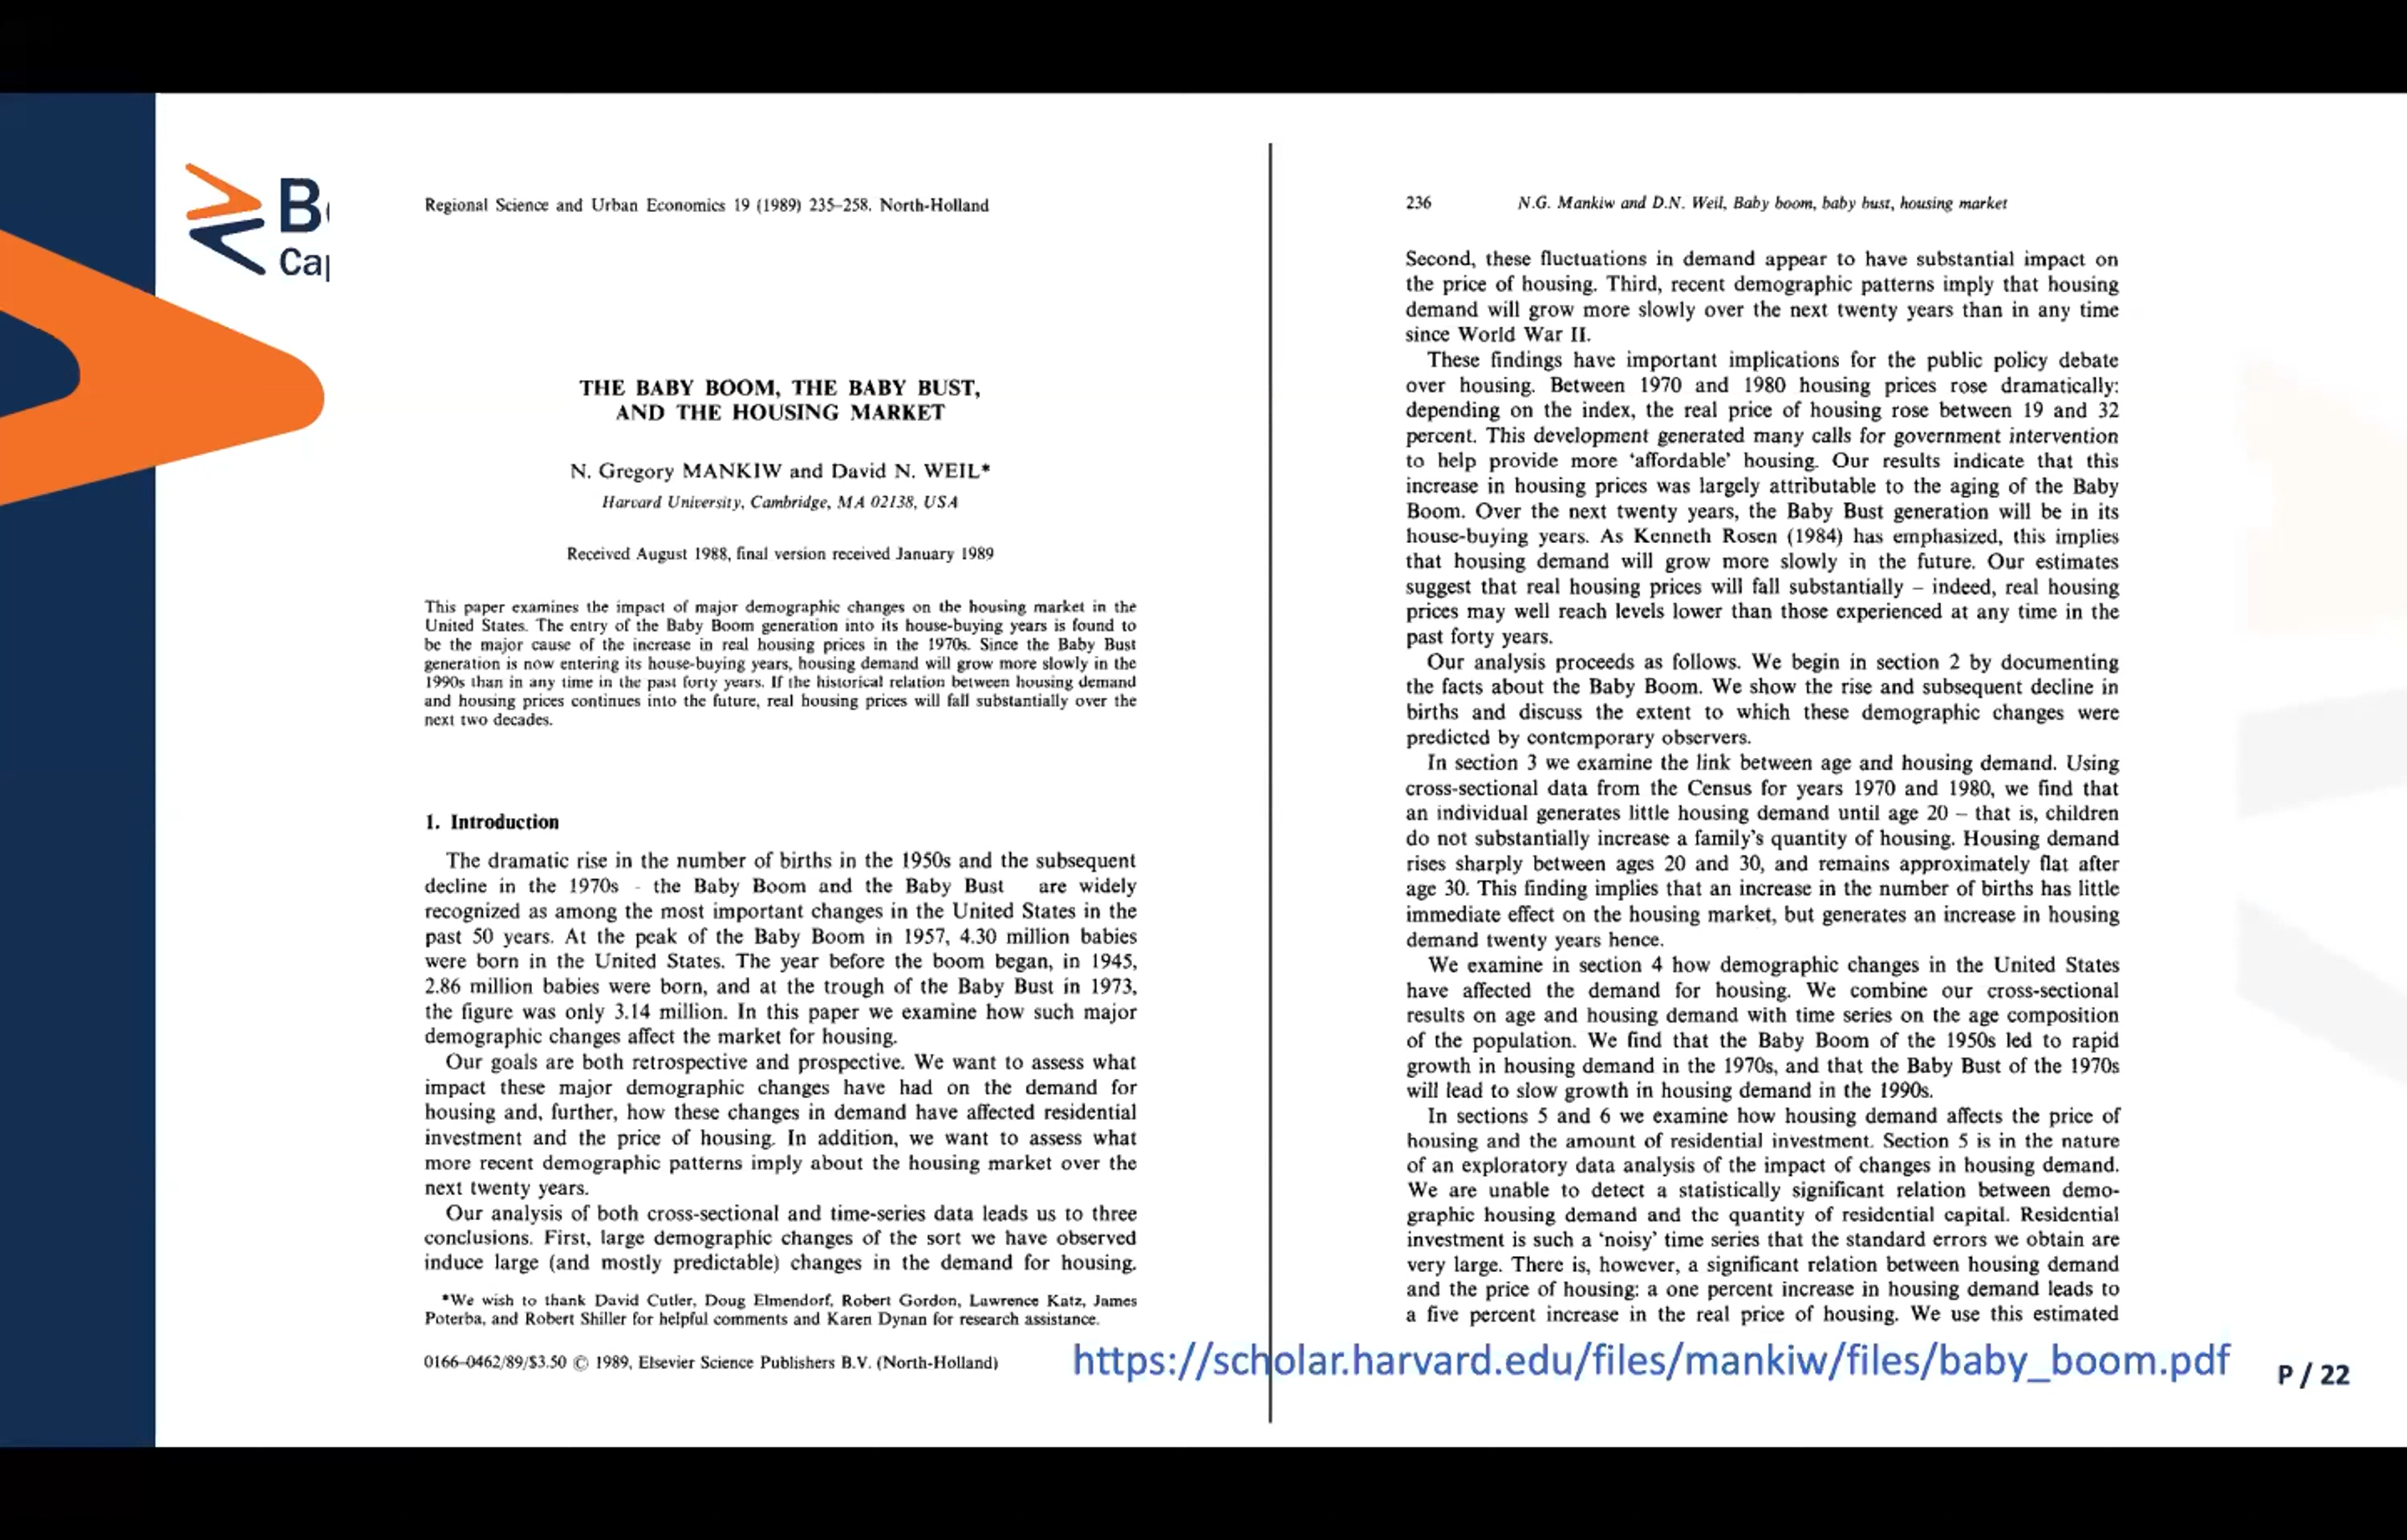 B
Cap
Regional Science and Urban Economics 19 (1989) 235–258. North-Holland
THE BABY BOOM, THE BABY BUST,
AND THE HOUSING MARKET
N. Gregory MANKIW and David N. WEIL*
Harvard University, Cambridge, MA 02138, USA
Received August 1988, final version received January 1989
This paper examines the impact of major demographic changes on the housing market in the
United States. The entry of the Baby Boom generation into its house-buying years is found to
be the major cause of the increase in real housing prices in the 1970s. Since the Baby Bust
generation is now entering its house-buying years, housing demand will grow more slowly in the
1990s than in any time in the past forty years. If the historical relation between housing demand
and housing prices continues into the future, real housing prices will fall substantially over the
next two decades.
1. Introduction
The dramatic rise in the number of births in the 1950s and the subsequent
decline in the 1970s - the Baby Boom and the Baby Bust are widely
recognized as among the most important changes in the United States in the
past 50 years. At the peak of the Baby Boom in 1957, 4.30 million babies
were born in the United States. The year before the boom began, in 1945,
2.86 million babies were born, and at the trough of the Baby Bust in 1973,
the figure was only 3.14 million. In this paper we examine how such major
demographic changes affect the market for housing.
Our goals are both retrospective and prospective. We want to assess what
impact these major demographic changes have had on the demand for
housing and, further, how these changes in demand have affected residential
investment and the price of housing. In addition, we want to assess what
more recent demographic patterns imply about the housing market over the
next twenty years.
Our analysis of both cross-sectional and time-series data leads us to three
conclusions. First, large demographic changes of the sort we have observed
induce large (and mostly predictable) changes in the demand for housing.
*We wish to thank David Cutler, Doug Elmendorf, Robert Gordon, Lawrence Katz, James
Poterba, and Robert Shiller for helpful comments and Karen Dynan for research assistance.
0166–0462/89/$3.50 © 1989, Elsevier Science Publishers B.V. (North-Holland)
236 N.G. Mankiw and D.N. Weil, Baby boom, baby bust, housing market
Second, these fluctuations in demand appear to have substantial impact on
the price of housing. Third, recent demographic patterns imply that housing
demand will grow more slowly over the next twenty years than in any time
since World War II.
These findings have important implications for the public policy debate
over housing. Between 1970 and 1980 housing prices rose dramatically:
depending on the index, the real price of housing rose between 19 and 32
percent. This development generated many calls for government intervention
to help provide more ‘affordable’ housing. Our results indicate that this
increase in housing prices was largely attributable to the aging of the Baby
Boom. Over the next twenty years, the Baby Bust generation will be in its
house-buying years. As Kenneth Rosen (1984) has emphasized, this implies
that housing demand will grow more slowly in the future. Our estimates
suggest that real housing prices will fall substantially – indeed, real housing
prices may well reach levels lower than those experienced at any time in the
past forty years.
Our analysis proceeds as follows. We begin in section 2 by documenting
the facts about the Baby Boom. We show the rise and subsequent decline in
births and discuss the extent to which these demographic changes were
predicted by contemporary observers.
In section 3 we examine the link between age and housing demand. Using
cross-sectional data from the Census for years 1970 and 1980, we find that
an individual generates little housing demand until age 20 – that is, children
do not substantially increase a family’s quantity of housing. Housing demand
rises sharply between ages 20 and 30, and remains approximately flat after
age 30. This finding implies that an increase in the number of births has little
immediate effect on the housing market, but generates an increase in housing
demand twenty years hence.
We examine in section 4 how demographic changes in the United States
have affected the demand for housing. We combine our cross-sectional
results on age and housing demand with time series on the age composition
of the population. We find that the Baby Boom of the 1950s led to rapid
growth in housing demand in the 1970s, and that the Baby Bust of the 1970s
will lead to slow growth in housing demand in the 1990s.
In sections 5 and 6 we examine how housing demand affects the price of
housing and the amount of residential investment. Section 5 is in the nature
of an exploratory data analysis of the impact of changes in housing demand.
We are unable to detect a statistically significant relation between demo-
graphic housing demand and the quantity of residential capital. Residential
investment is such a ‘noisy’ time series that the standard errors we obtain are
very large. There is, however, a significant relation between housing demand
and the price of housing: a one percent increase in housing demand leads to
a five percent increase in the real price of housing. We use this estimated
https://scholar.harvard.edu/files/mankiw/files/baby_boom.pdf
P / 22